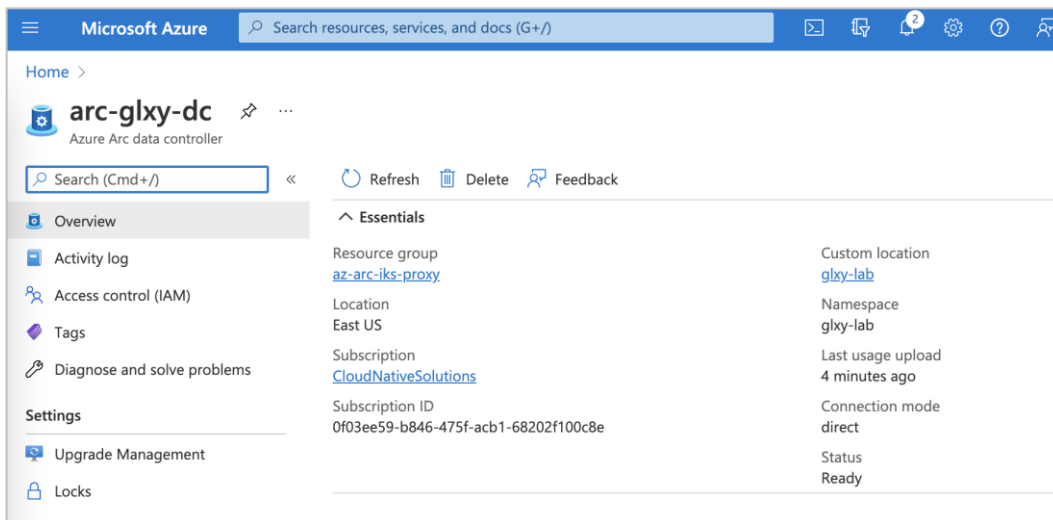 Microsoft Azure
Search resources, services, and docs (G+/)
2
Home >
arc-glxy-dc
...
Azure Arc data controller
Search (Cmd+/)
«
Refresh
Delete
Feedback
Overview
Activity log
Access control (IAM)
Tags
Diagnose and solve problems
Settings
Upgrade Management
Locks
Essentials
Resource group
az-arc-iks-proxy
Location
East US
Subscription
CloudNativeSolutions
Subscription ID
0f03ee59-b846-475f-acb1-68202f100c8e
Custom location
glxy-lab
Namespace
glxy-lab
Last usage upload
4 minutes ago
Connection mode
direct
Status
Ready